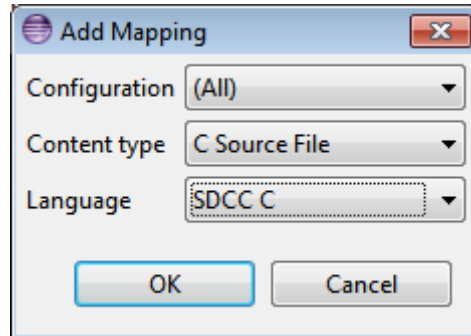 Add Mapping
Configuration (All)
Content type C Source File
Language SDCC C
OK Cancel